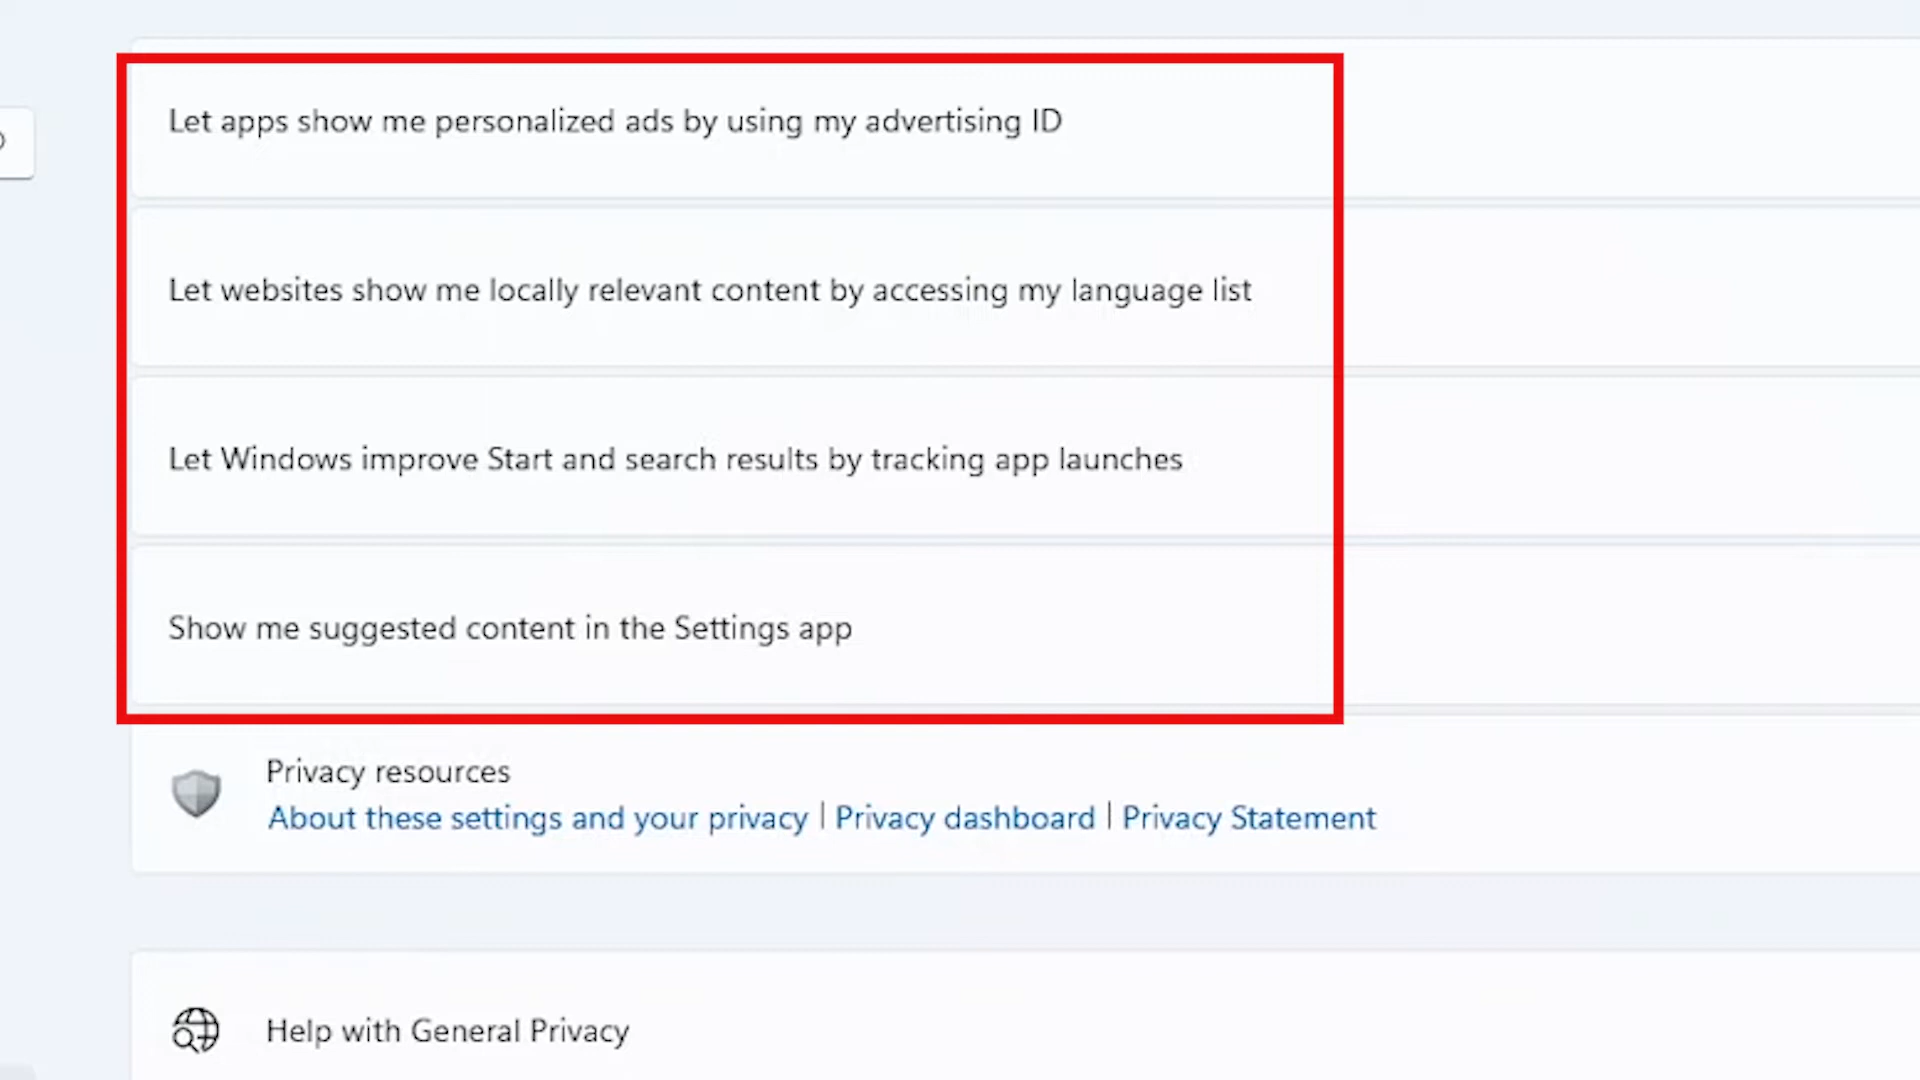 Let apps show me personalized ads by using my advertising ID
Let websites show me locally relevant content by accessing my language list
Let Windows improve Start and search results by tracking app launches
Show me suggested content in the Settings app
Privacy resources
About these settings and your privacy | Privacy dashboard | Privacy Statement
Help with General Privacy